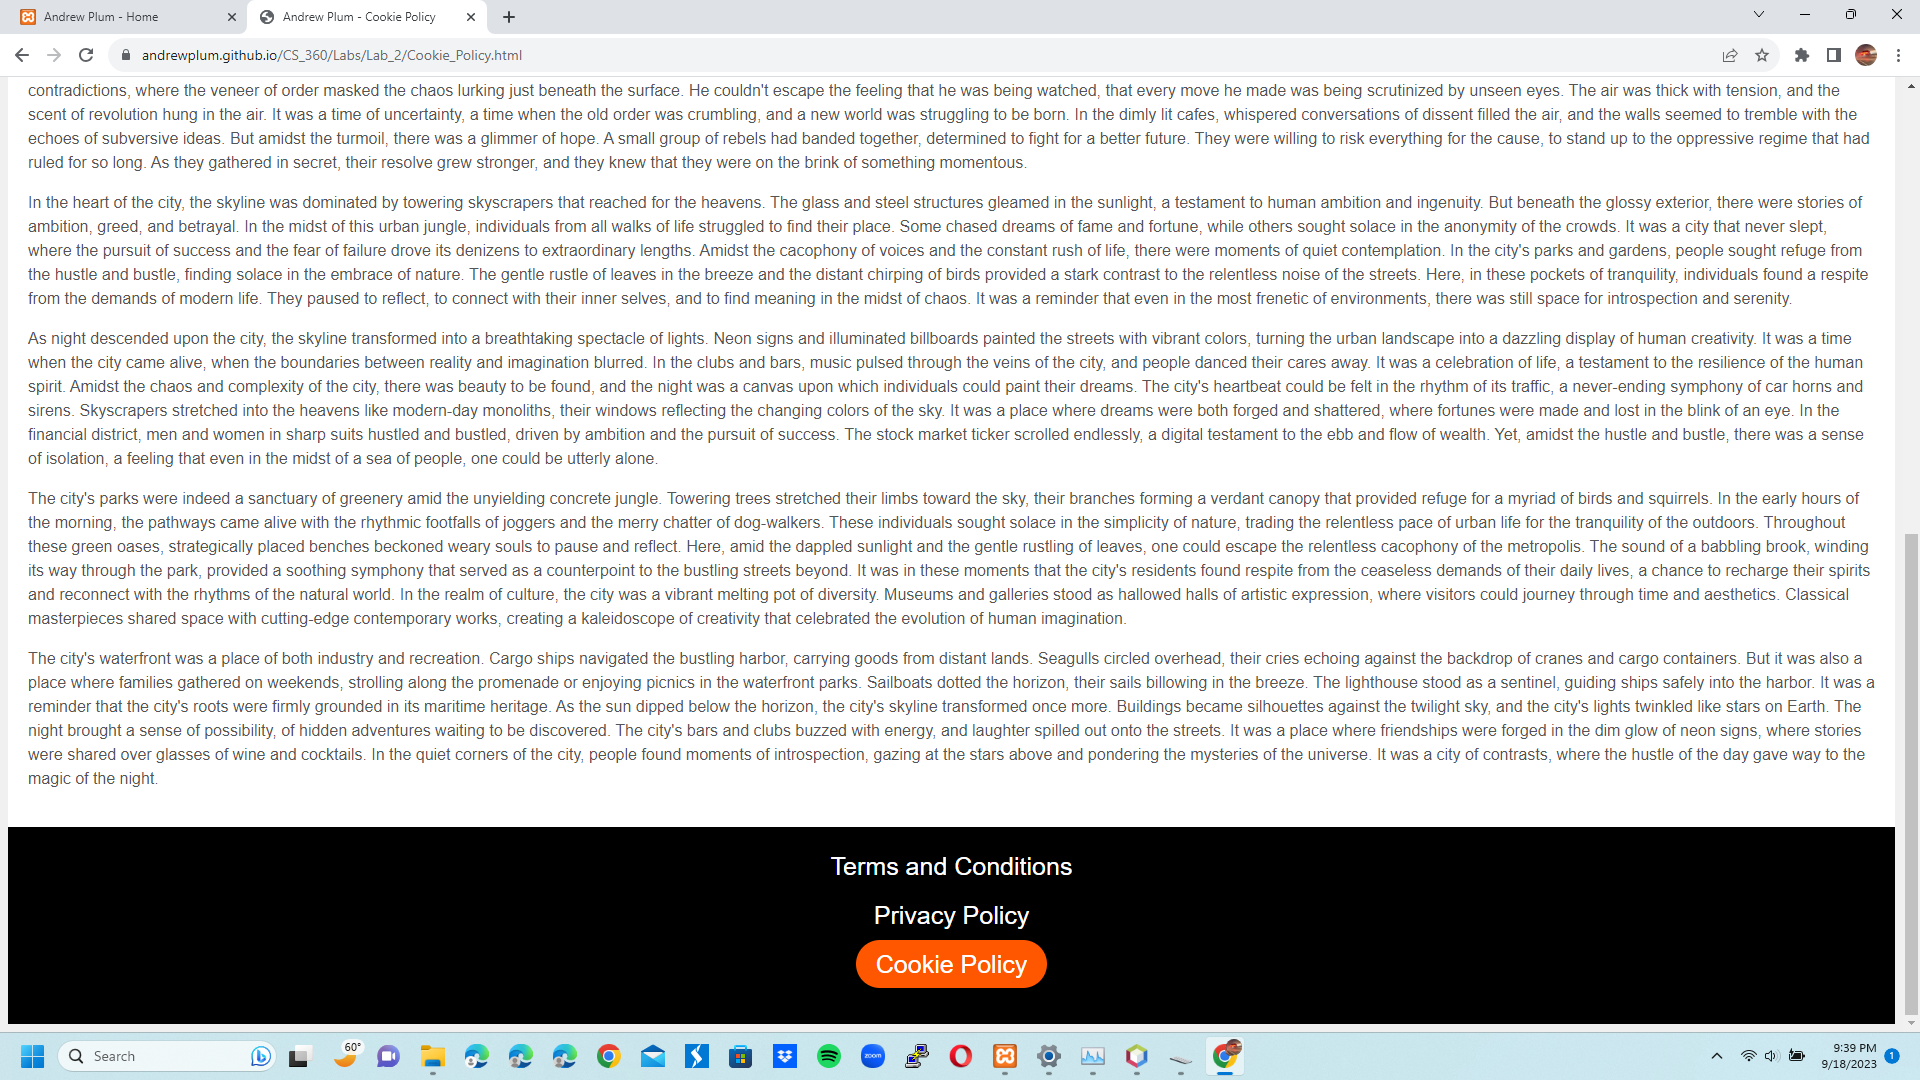 Andrew Plum - Home
Andrew Plum - Cookie Policy
andrewplum.github.io/CS_360/Labs/Lab_2/Cookie_Policy.html
contradictions, where the veneer of order masked the chaos lurking just beneath the surface. He couldn't escape the feeling that he was being watched, that every move he made was being scrutinized by unseen eyes. The air was thick with tension, and the
scent of revolution hung in the air. It was a time of uncertainty, a time when the old order was crumbling, and a new world was struggling to be born. In the dimly lit cafes, whispered conversations of dissent filled the air, and the walls seemed to tremble with the
echoes of subversive ideas. But amidst the turmoil, there was a glimmer of hope. A small group of rebels had banded together, determined to fight for a better future. They were willing to risk everything for the cause, to stand up to the oppressive regime that had
ruled for so long. As they gathered in secret, their resolve grew stronger, and they knew that they were on the brink of something momentous.
In the heart of the city, the skyline was dominated by towering skyscrapers that reached for the heavens. The glass and steel structures gleamed in the sunlight, a testament to human ambition and ingenuity. But beneath the glossy exterior, there were stories of
ambition, greed, and betrayal. In the midst of this urban jungle, individuals from all walks of life struggled to find their place. Some chased dreams of fame and fortune, while others sought solace in the anonymity of the crowds. It was a city that never slept,
where the pursuit of success and the fear of failure drove its denizens to extraordinary lengths. Amidst the cacophony of voices and the constant rush of life, there were moments of quiet contemplation. In the city's parks and gardens, people sought refuge from
the hustle and bustle, finding solace in the embrace of nature. The gentle rustle of leaves in the breeze and the distant chirping of birds provided a stark contrast to the relentless noise of the streets. Here, in these pockets of tranquility, individuals found a respite
from the demands of modern life. They paused to reflect, to connect with their inner selves, and to find meaning in the midst of chaos. It was a reminder that even in the most frenetic of environments, there was still space for introspection and serenity.
As night descended upon the city, the skyline transformed into a breathtaking spectacle of lights. Neon signs and illuminated billboards painted the streets with vibrant colors, turning the urban landscape into a dazzling display of human creativity. It was a time
when the city came alive, when the boundaries between reality and imagination blurred. In the clubs and bars, music pulsed through the veins of the city, and people danced their cares away. It was a celebration of life, a testament to the resilience of the human
spirit. Amidst the chaos and complexity of the city, there was beauty to be found, and the night was a canvas upon which individuals could paint their dreams. The city's heartbeat could be felt in the rhythm of its traffic, a never-ending symphony of car horns and
sirens. Skyscrapers stretched into the heavens like modern-day monoliths, their windows reflecting the changing colors of the sky. It was a place where dreams were both forged and shattered, where fortunes were made and lost in the blink of an eye. In the
financial district, men and women in sharp suits hustled and bustled, driven by ambition and the pursuit of success. The stock market ticker scrolled endlessly, a digital testament to the ebb and flow of wealth. Yet, amidst the hustle and bustle, there was a sense
of isolation, a feeling that even in the midst of a sea of people, one could be utterly alone.
The city's parks were indeed a sanctuary of greenery amid the unyielding concrete jungle. Towering trees stretched their limbs toward the sky, their branches forming a verdant canopy that provided refuge for a myriad of birds and squirrels. In the early hours of
the morning, the pathways came alive with the rhythmic footfalls of joggers and the merry chatter of dog-walkers. These individuals sought solace in the simplicity of nature, trading the relentless pace of urban life for the tranquility of the outdoors. Throughout
these green oases, strategically placed benches beckoned weary souls to pause and reflect. Here, amid the dappled sunlight and the gentle rustling of leaves, one could escape the relentless cacophony of the metropolis. The sound of a babbling brook, winding
its way through the park, provided a soothing symphony that served as a counterpoint to the bustling streets beyond. It was in these moments that the city's residents found respite from the ceaseless demands of their daily lives, a chance to recharge their spirits
and reconnect with the rhythms of the natural world. In the realm of culture, the city was a vibrant melting pot of diversity. Museums and galleries stood as hallowed halls of artistic expression, where visitors could journey through time and aesthetics. Classical
masterpieces shared space with cutting-edge contemporary works, creating a kaleidoscope of creativity that celebrated the evolution of human imagination.
The city's waterfront was a place of both industry and recreation. Cargo ships navigated the bustling harbor, carrying goods from distant lands. Seagulls circled overhead, their cries echoing against the backdrop of cranes and cargo containers. But it was also a
place where families gathered on weekends, strolling along the promenade or enjoying picnics in the waterfront parks. Sailboats dotted the horizon, their sails billowing in the breeze. The lighthouse stood as a sentinel, guiding ships safely into the harbor. It was a
reminder that the city's roots were firmly grounded in its maritime heritage. As the sun dipped below the horizon, the city's skyline transformed once more. Buildings became silhouettes against the twilight sky, and the city's lights twinkled like stars on Earth. The
night brought a sense of possibility, of hidden adventures waiting to be discovered. The city's bars and clubs buzzed with energy, and laughter spilled out onto the streets. It was a place where friendships were forged in the dim glow of neon signs, where stories
were shared over glasses of wine and cocktails. In the quiet corners of the city, people found moments of introspection, gazing at the stars above and pondering the mysteries of the universe. It was a city of contrasts, where the hustle of the day gave way to the
magic of the night.
Terms and Conditions
Privacy Policy
Cookie Policy
Search
60°
zoom
9:39 PM
9/18/2023
1